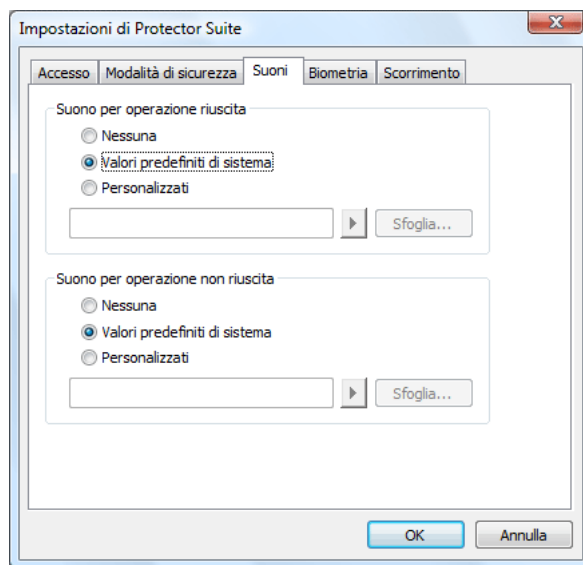 Impostazioni di Protector Suite
Accesso Modalità di sicurezza Suoni Biometria Scorrimento
Suono per operazione riuscita
Nessuna
Valori predefiniti di sistema
Personalizzati
Sfoglia...
Suono per operazione non riuscita
Nessuna
Valori predefiniti di sistema
Personalizzati
Sfoglia...
OK Annulla